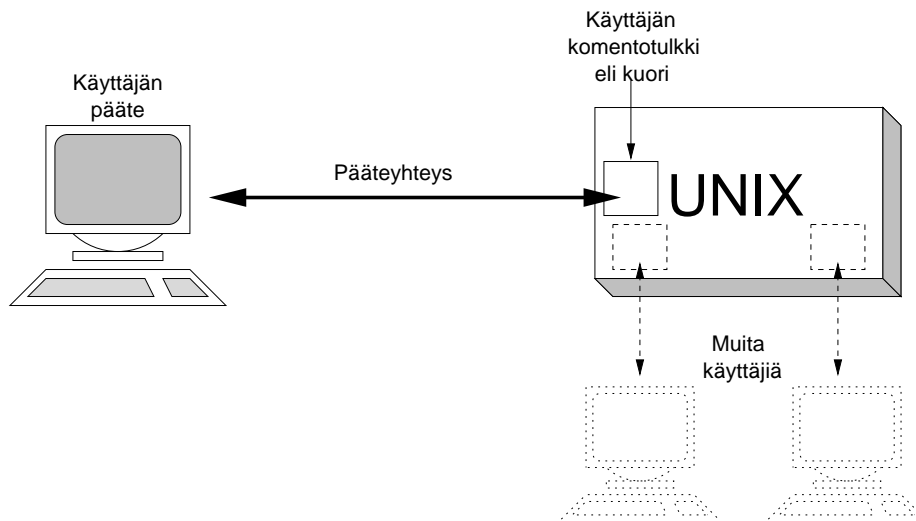 Käyttäjän
komentotulkki
eli kuori
Käyttäjän
pääte
Pääteyhteys
UNIX
Muita
käyttäjiä